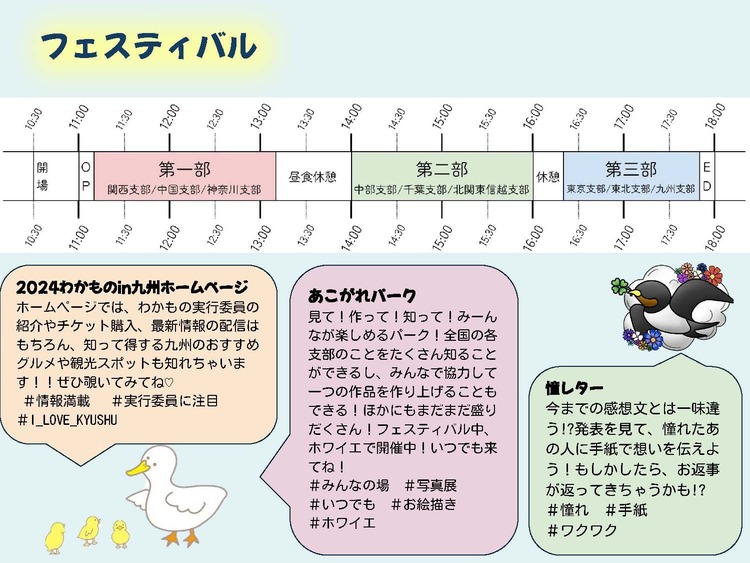 フェスティバル
10:30 11:00 11:30 12:00 12:30 13:00 13:30 14:00 14:30 15:00 15:30 16:00 16:30 17:00 17:30 18:00
開場
OP
第一部
関西支部/中国支部/神奈川支部
昼食休憩
第二部
中部支部/千葉支部/北関東信越支部
休憩
第三部
東京支部/東北支部/九州支部
ED
10:30 11:00 11:30 12:00 12:30 13:00 13:30 14:00 14:30 15:00 15:30 16:00 16:30 17:00 17:30 18:00
2024わかものin九州ホームページ
ホームページでは、わかもの実行委員の
紹介やチケット購入、最新情報の配信は
もちろん、知って得する九州のおすすめ
グルメや観光スポットも知れちゃいま
す！！ぜひ覗いてみてね♡
＃情報満載　＃実行委員に注目
＃I_LOVE_KYUSHU
あこがれパーク
見て！作って！知って！みーん
なが楽しめるパーク！全国の各
支部のことをたくさん知ること
ができるし、みんなで協力して
一つの作品を作り上げることも
できる！ほかにもまだまだ盛り
だくさん！フェスティバル中、
ホワイエで開催中！いつでも来
てね！
＃みんなの場　＃写真展
＃いつでも　＃お絵描き
＃ホワイエ
憧レター
今までの感想文とは一味違
う!?発表を見て、憧れたあ
の人に手紙で想いを伝えよ
う！もしかしたら、お返事
が返ってきちゃうかも!?
＃憧れ　＃手紙
＃ワクワク